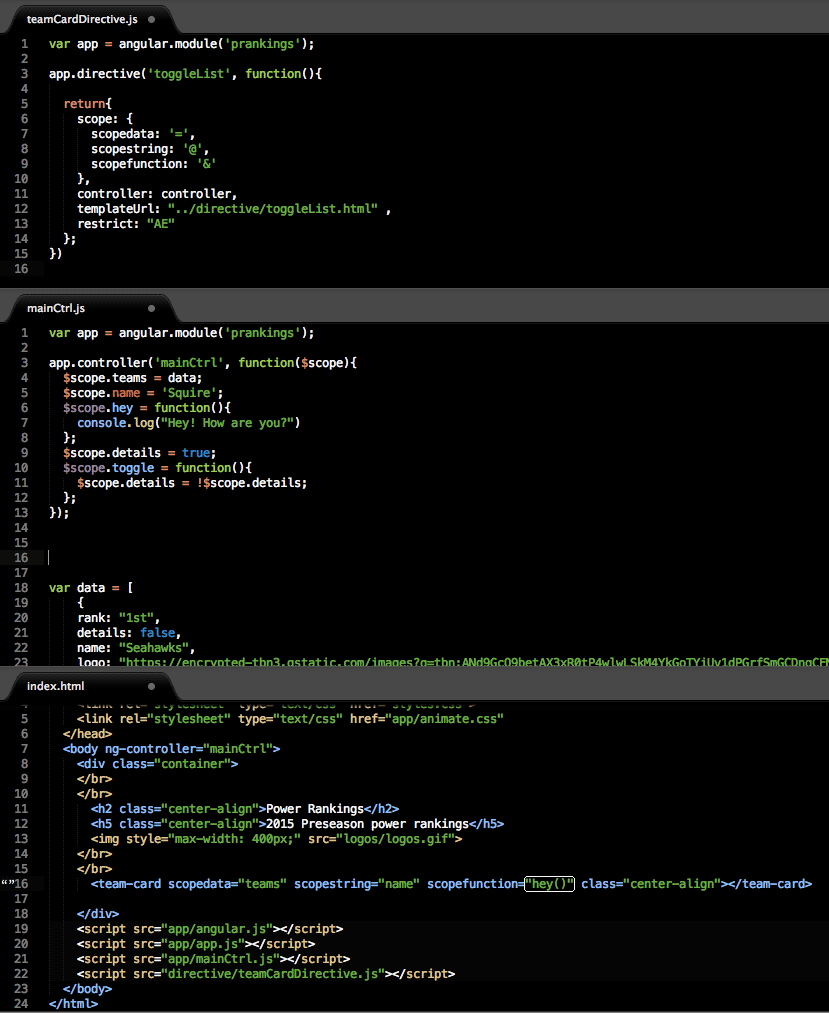 teamCardDirective.js
1 var app = angular.module('prankings');
2
3 app.directive('toggleList', function(){
4
5 return{
6 scope: {
7 scopedata: '=',
8 scopestring: '@',
9 scopefunction: '&'
10 },
11 controller: controller,
12 templateUrl: "../directive/toggleList.html" ,
13 restrict: "AE"
14 };
15 })
16
mainCtrl.js
1 var app = angular.module('prankings');
2
3 app.controller('mainCtrl', function($scope){
4 $scope.teams = data;
5 $scope.name = 'Squire';
6 $scope.hey = function(){
7 console.log("Hey! How are you?")
8 };
9 $scope.details = true;
10 $scope.toggle = function(){
11 $scope.details = !$scope.details;
12 };
13 });
14
15
16
17
18 var data = [
19 {
20 rank: "1st",
21 details: false,
22 name: "Seahawks",
23 logo:
index.html
4 <link rel="stylesheet" type="text/css" href="styles.css">
5 <link rel="stylesheet" type="text/css" href="app/animate.css"
6 </head>
7 <body ng-controller="mainCtrl">
8 <div class="container">
9 </br>
10 </br>
11 <h2 class="center-align">Power Rankings</h2>
12 <h5 class="center-align">2015 Preseason power rankings</h5>
13 <img style="max-width: 400px;" src="logos/logos.gif">
14 </br>
15 </br>
“”16 <team-card scopedata="teams" scopestring="name" scopefunction="hey()" class="center-align"></team-card>
17
18 </div>
19 <script src="app/angular.js"></script>
20 <script src="app/app.js"></script>
21 <script src="app/mainCtrl.js"></script>
22 <script src="directive/teamCardDirective.js"></script>
23 </body>
24 </html>